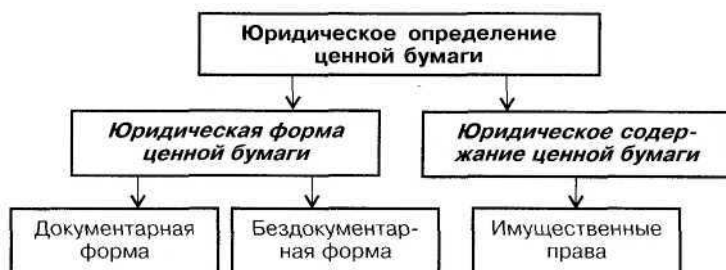 Юридическое определение
ценной бумаги
Юридическая форма
ценной бумаги
Юридическое содер-
жание ценной бумаги
Документарная
форма
Бездокументар-
ная форма
Имущественные
права